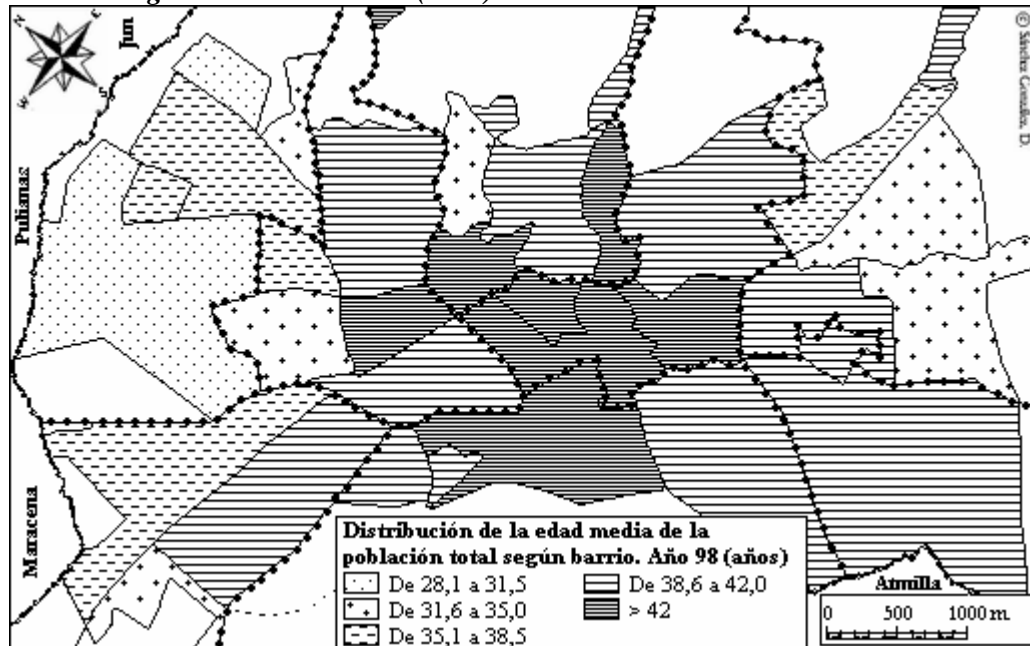 N
E
S
W
Jun
© Sánchez González, D.
Pulianas
Maracena
Distribución de la edad media de la
población total según barrio. Año 98 (años)
De 28,1 a 31,5
De 31,6 a 35,0
De 35,1 a 38,5
De 38,6 a 42,0
> 42
Armilla
0 500 1000 m.